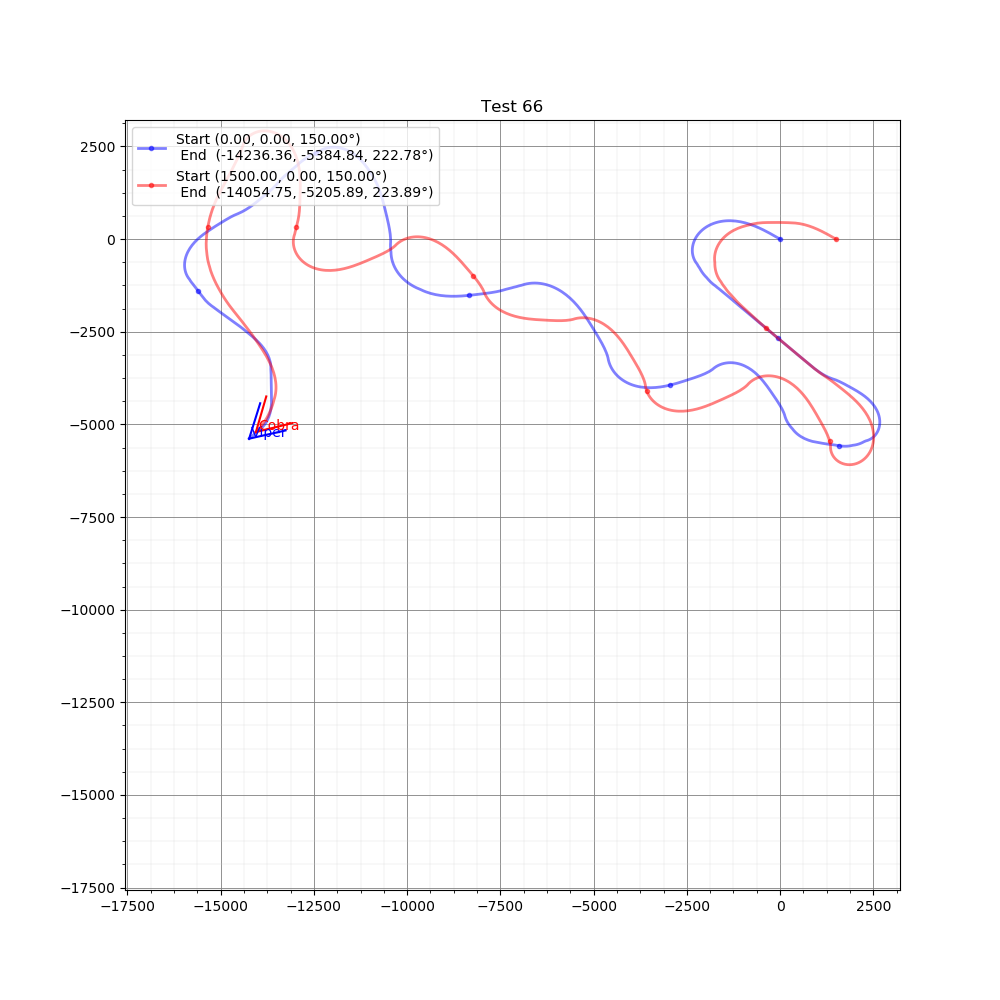 Test 66
Start (0.00, 0.00, 150.00°)
End (-14236.36, -5384.84, 222.78°)
Start (1500.00, 0.00, 150.00°)
End (-14054.75, -5205.89, 223.89°)
2500
0
−2500
−5000
−7500
−10000
−12500
−15000
−17500
Cobra
Viper
−17500 −15000 −12500 −10000 −7500 −5000 −2500 0 2500